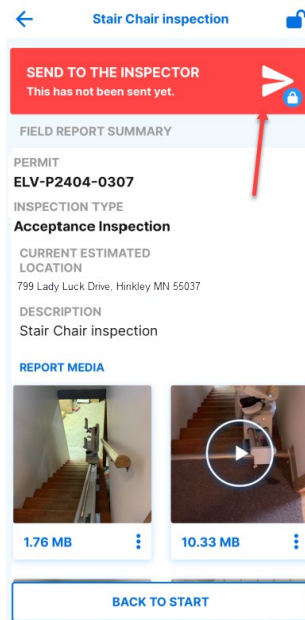 Stair Chair inspection
SEND TO THE INSPECTOR
This has not been sent yet.
FIELD REPORT SUMMARY
PERMIT
ELV-P2404-0307
INSPECTION TYPE
Acceptance Inspection
CURRENT ESTIMATED
LOCATION
799 Lady Luck Drive, Hinkley MN 55037
DESCRIPTION
Stair Chair inspection
REPORT MEDIA
1.76 MB
10.33 MB
BACK TO START